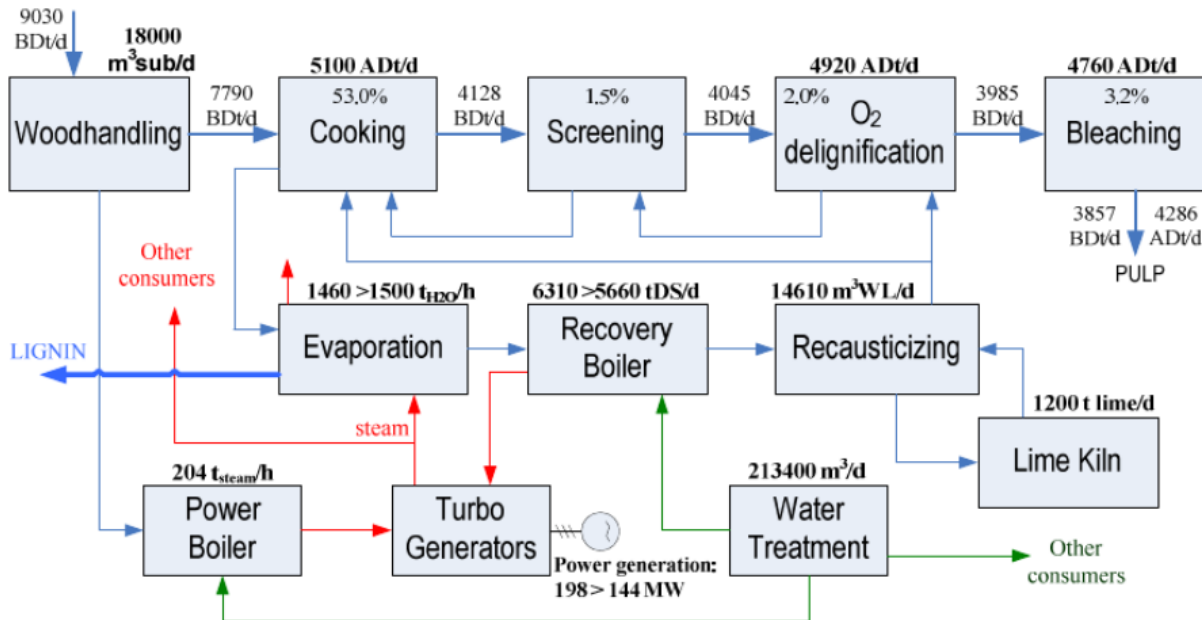 9030
BDt/d
18000
m³sub/d
Woodhandling
7790
BDt/d
5100 ADt/d
53,0%
Cooking
4128
BDt/d
1,5%
Screening
4045
BDt/d
4920 ADt/d
2,0%
O₂
delignification
3985
BDt/d
4760 ADt/d
3,2%
Bleaching
3857
BDt/d
4286
ADt/d
PULP
Other
consumers
1460 >1500 tH2O/h
Evaporation
6310 >5660 tDS/d
Recovery
Boiler
14610 m³WL/d
Recausticizing
LIGNIN
steam
1200 t lime/d
Lime Kiln
204 tsteam/h
Power
Boiler
Turbo
Generators
Power generation:
198 > 144 MW
213400 m³/d
Water
Treatment
Other
consumers